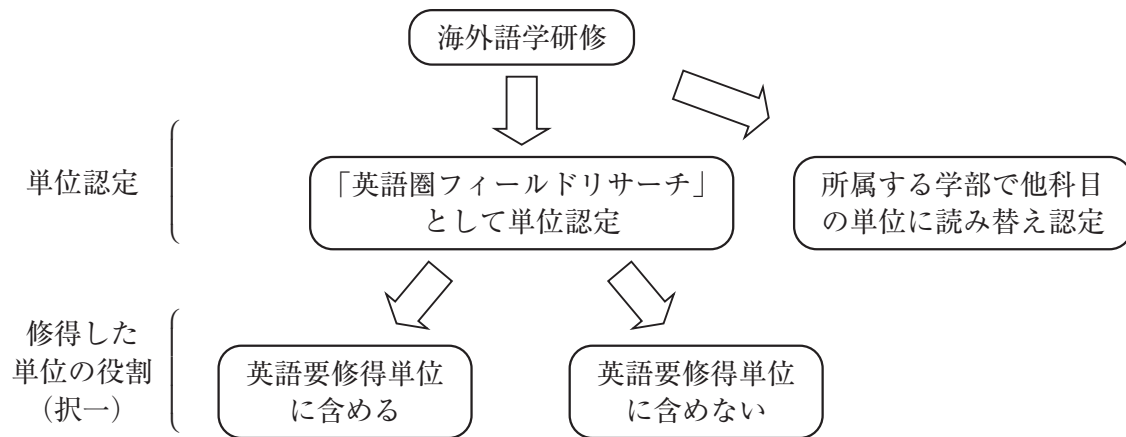 海外語学研修
単位認定
「英語圏フィールドリサーチ」
として単位認定
所属する学部で他科目
の単位に読み替え認定
修得した
単位の役割
（択一）
英語要修得単位
に含める
英語要修得単位
に含めない